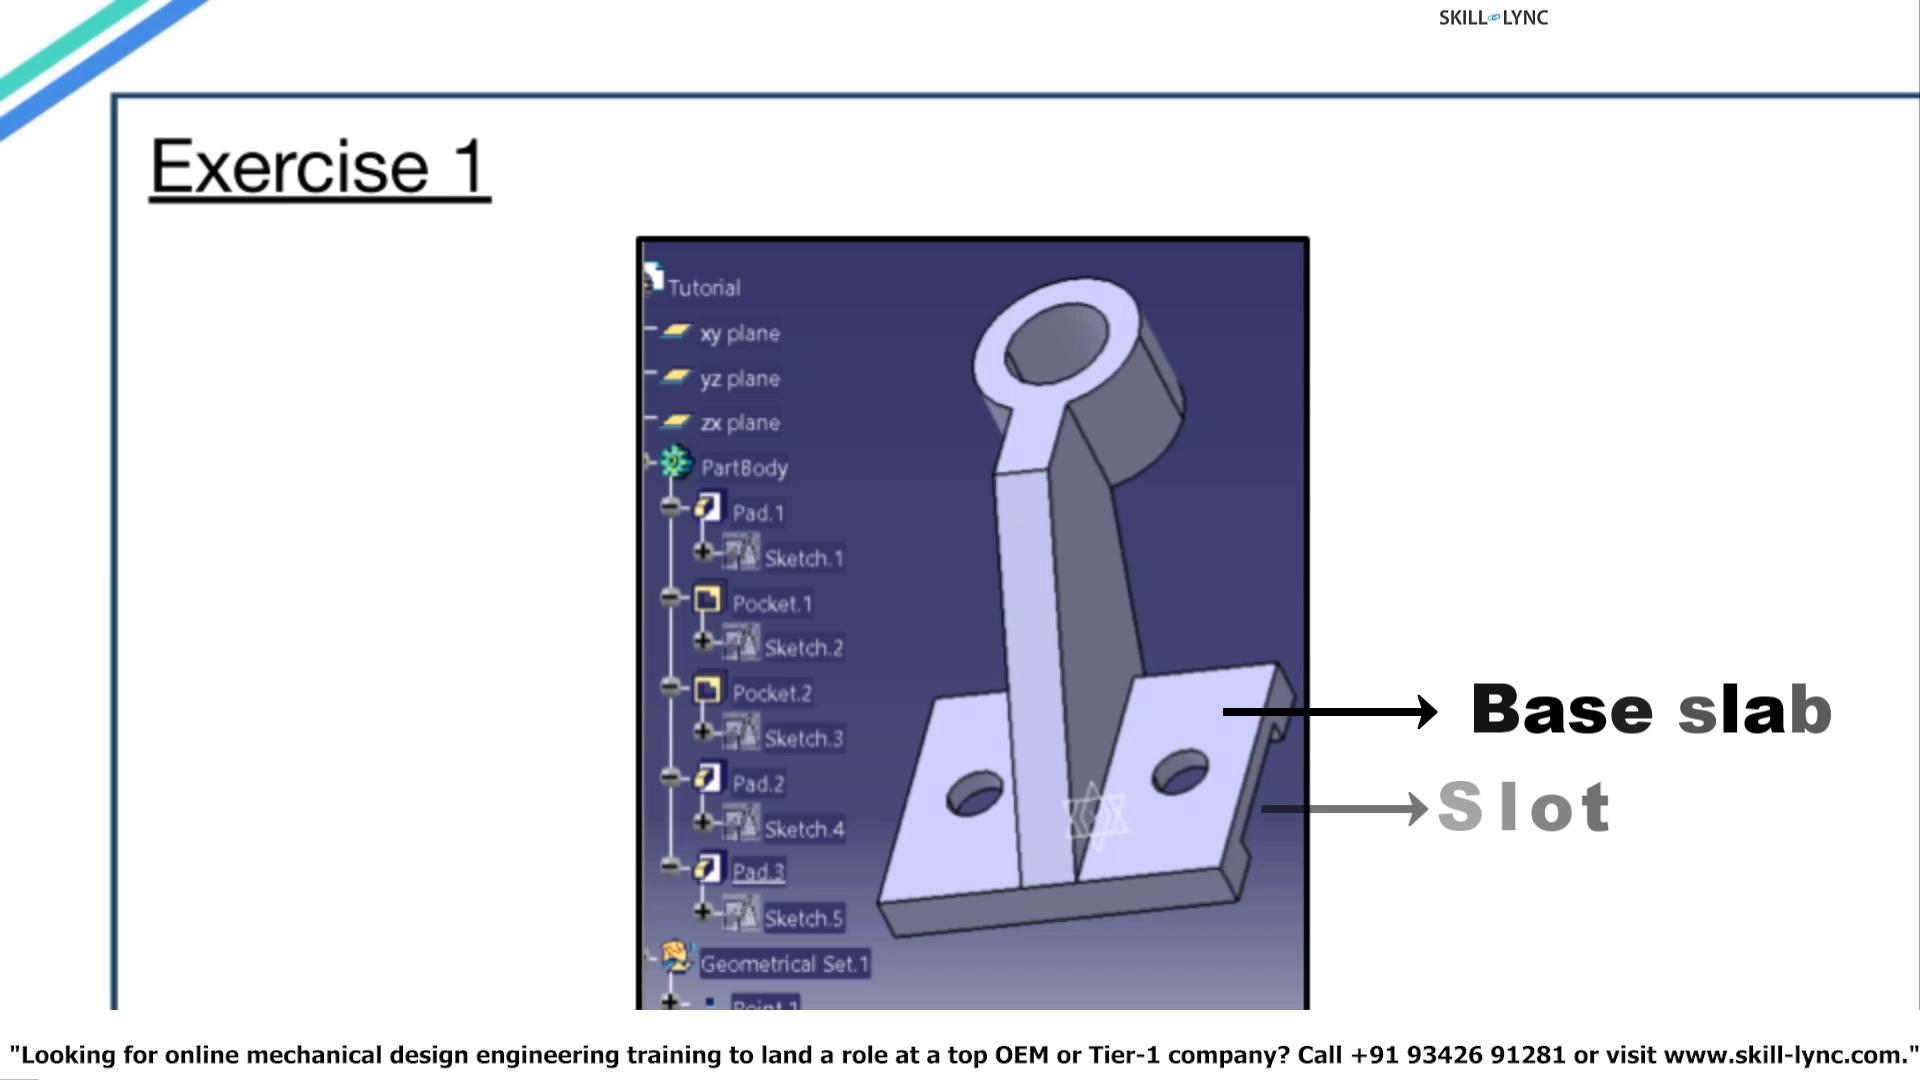 SKILL LYNC
Exercise 1
Tutorial
xy plane
yz plane
zx plane
PartBody
Pad.1
Sketch.1
Pocket.1
Sketch.2
Pocket.2
Sketch.3
Pad.2
Sketch.4
Pad.3
Sketch.5
Geometrical Set.1
Point.1
Base slab
Slot
"Looking for online mechanical design engineering training to land a role at a top OEM or Tier-1 company? Call +91 93426 91281 or visit www.skill-lync.com."